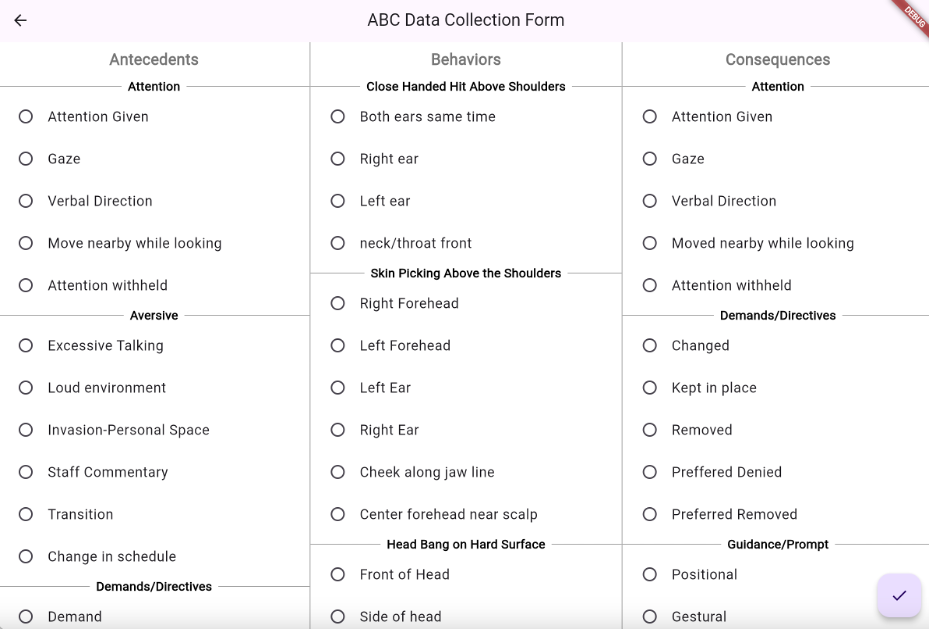 ABC Data Collection Form
DEBUG
Antecedents
Attention
Attention Given
Gaze
Verbal Direction
Move nearby while looking
Attention withheld
Aversive
Excessive Talking
Loud environment
Invasion-Personal Space
Staff Commentary
Transition
Change in schedule
Demands/Directives
Demand
Behaviors
Close Handed Hit Above Shoulders
Both ears same time
Right ear
Left ear
neck/throat front
Skin Picking Above the Shoulders
Right Forehead
Left Forehead
Left Ear
Right Ear
Cheek along jaw line
Center forehead near scalp
Head Bang on Hard Surface
Front of Head
Side of head
Consequences
Attention
Attention Given
Gaze
Verbal Direction
Moved nearby while looking
Attention withheld
Demands/Directives
Changed
Kept in place
Removed
Preffered Denied
Preferred Removed
Guidance/Prompt
Positional
Gestural